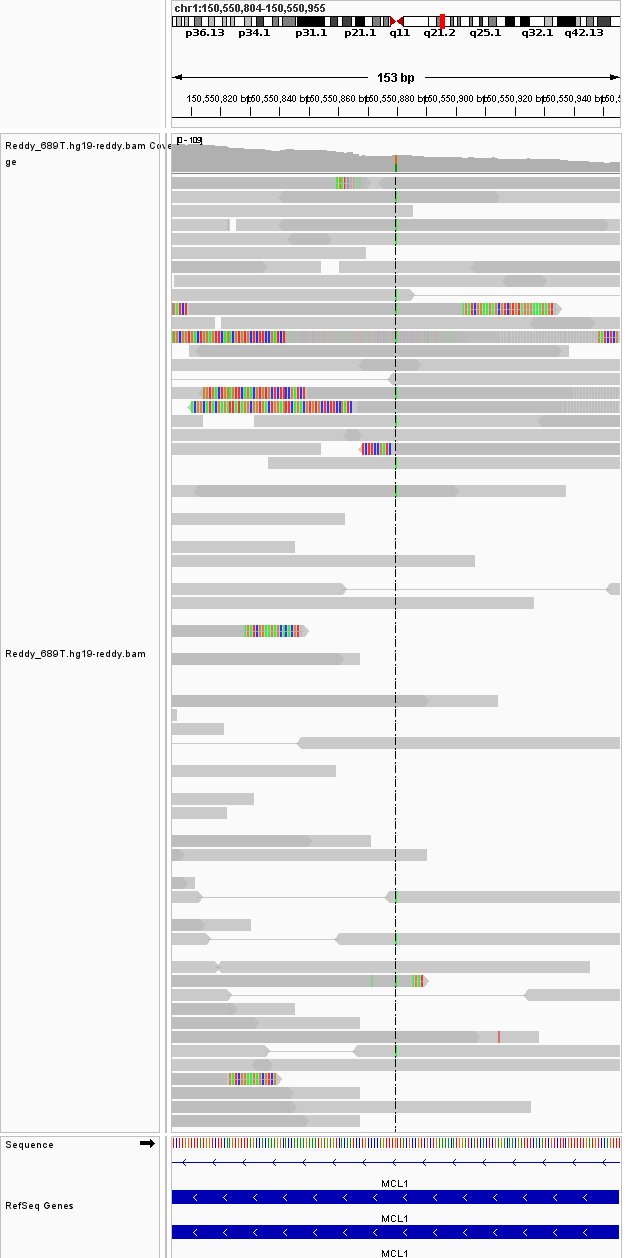 chr1:150,550,804-150,550,955
p36.13 p34.1 p31.1 p21.1 q11 q21.2 q25.1 q32.1 q42.13
153 bp
150,550,820 bp 150,550,840 bp 150,550,860 bp 150,550,880 bp 150,550,900 bp 150,550,920 bp 150,550,940 bp
Reddy_689T.hg19-reddy.bam Cove
ge
[0 - 109]
Reddy_689T.hg19-reddy.bam
Sequence
MCL1
RefSeq Genes
MCL1
MCL1